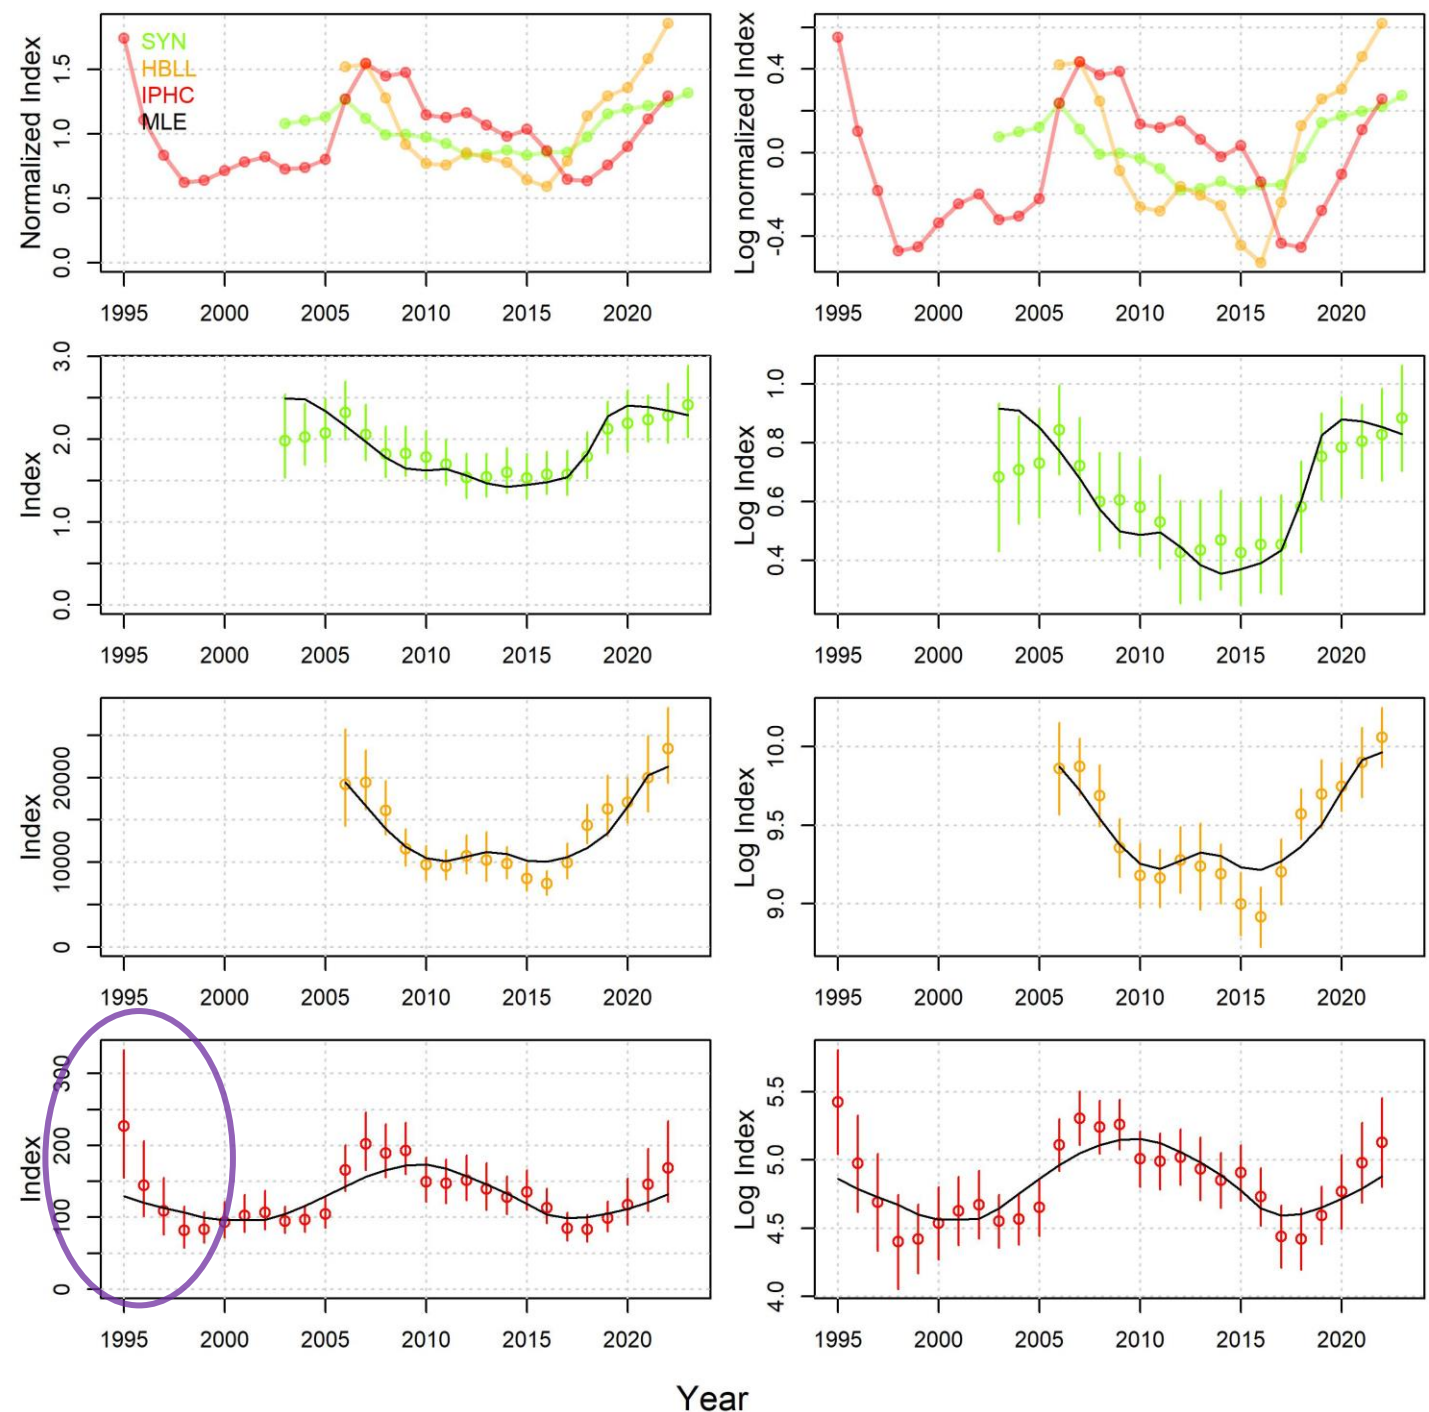 Normalized Index
0.0 0.5 1.0 1.5
SYN
HBLL
IPHC
MLE
1995 2000 2005 2010 2015 2020
Log normalized Index
-0.4 0.0 0.4
1995 2000 2005 2010 2015 2020
Index
0.0 1.0 2.0 3.0
1995 2000 2005 2010 2015 2020
Log Index
0.4 0.6 0.8 1.0
1995 2000 2005 2010 2015 2020
Index
0 10000 20000
1995 2000 2005 2010 2015 2020
Log Index
9.0 9.5 10.0
1995 2000 2005 2010 2015 2020
Index
0 100 200 300
1995 2000 2005 2010 2015 2020
Log Index
4.0 4.5 5.0 5.5
1995 2000 2005 2010 2015 2020
Year